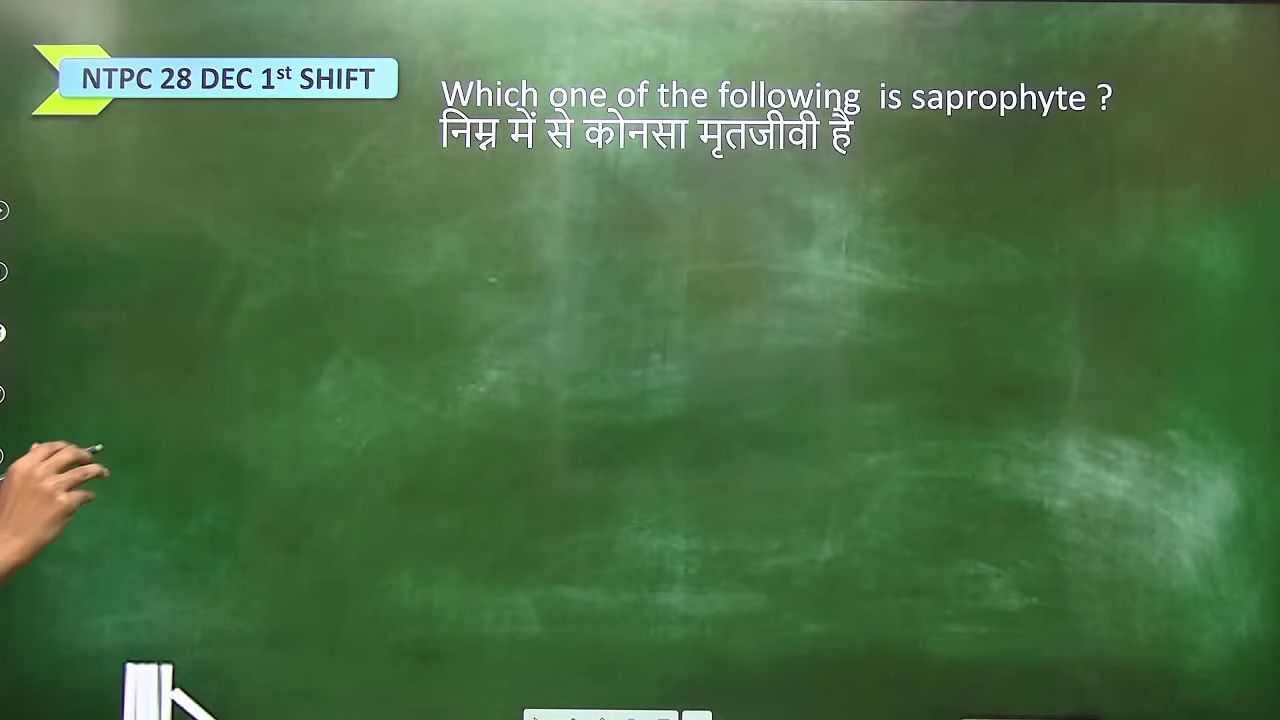 NTPC 28 DEC 1st SHIFT
Which one of the following is saprophyte ?
निम्न में से कोनसा मृतजीवी है